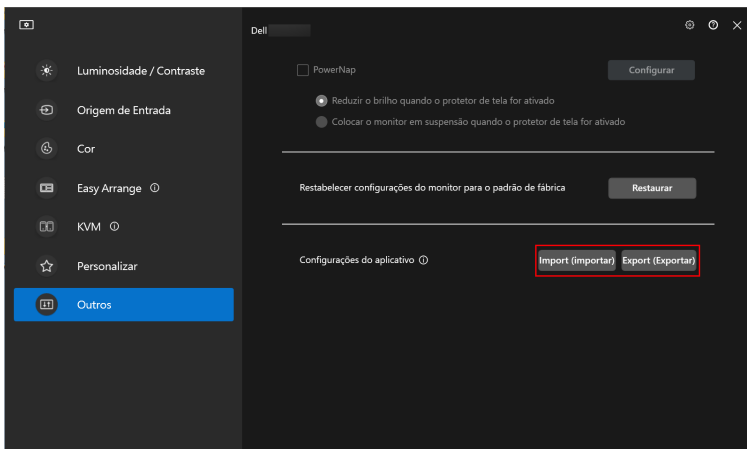 Dell
Luminosidade / Contraste
Origem de Entrada
Cor
Easy Arrange
KVM
Personalizar
Outros
PowerNap
Configurar
Reduzir o brilho quando o protetor de tela for ativado
Colocar o monitor em suspensão quando o protetor de tela for ativado
Restabelecer configurações do monitor para o padrão de fábrica
Restaurar
Configurações do aplicativo
Import (importar)
Export (Exportar)